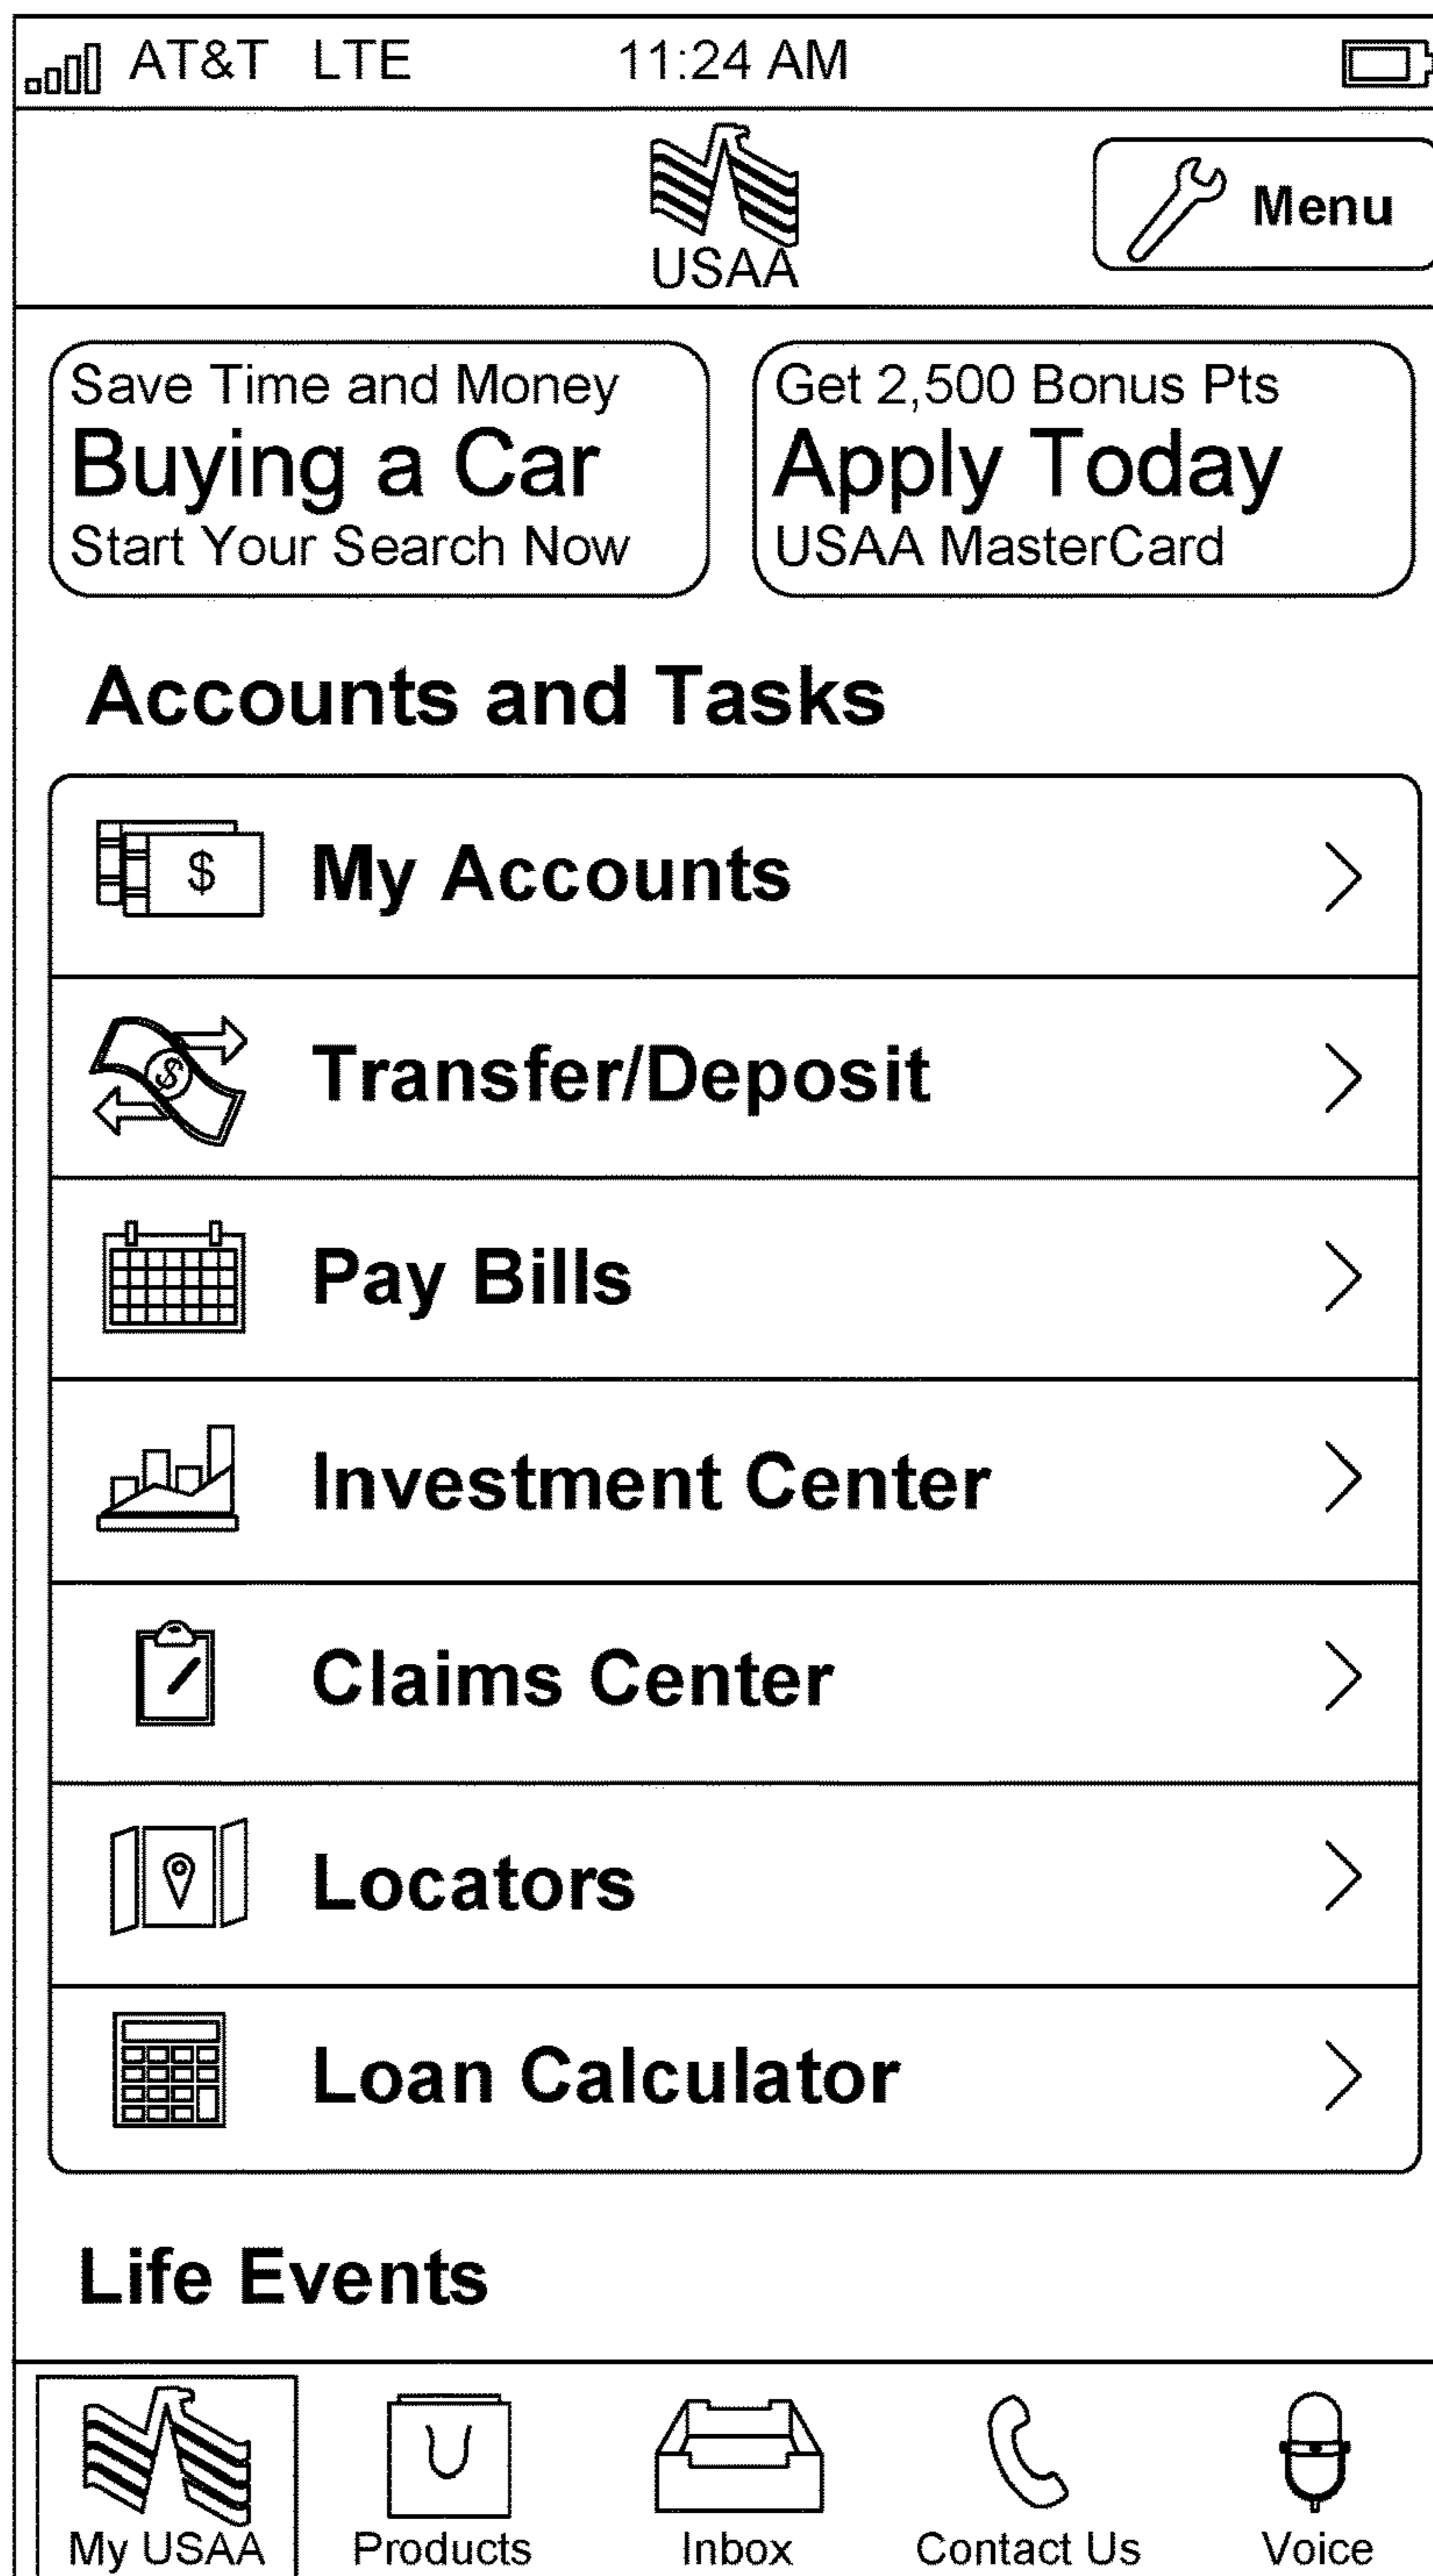 AT&T LTE 11:24 AM
USAA
Menu
Save Time and Money
Buying a Car
Start Your Search Now
Get 2,500 Bonus Pts
Apply Today
USAA MasterCard
Accounts and Tasks
$ My Accounts
$ Transfer/Deposit
Pay Bills
Investment Center
Claims Center
Locators
Loan Calculator
Life Events
My USAA Products Inbox Contact Us Voice